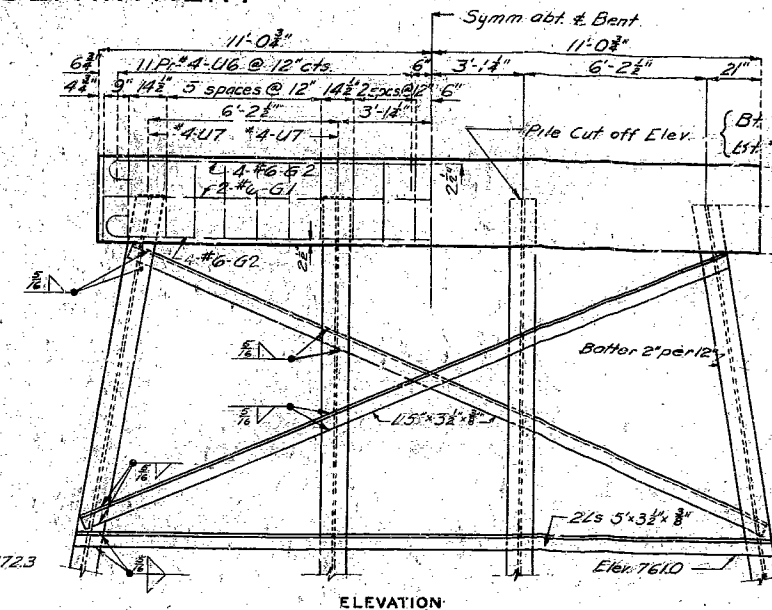 Symm abt. ⅊ Bent
11'-0¾" 11'-0¾"
6¾" 11 Pr. #4-U6 @ 12" cts. 6" 3'-1¼" 6'-2½" 21"
4¾" 9" 14½" 5 spaces @ 12" 14½" 2 spcs @ 12" 6"
6'-2½" 3'-1¼"
#4-U7 #4-U7
Pile Cut off Elev.
4-#6-G2
2-#6-G1
2½"
4-#6-G2
2½"
5/16
5/16
Batter 2" per 12"
5/16
L 5" x 3½" x ⅜"
5/16
2Ls 5" x 3½" x ⅜"
Elev. 761.0
5/16
ELEVATION